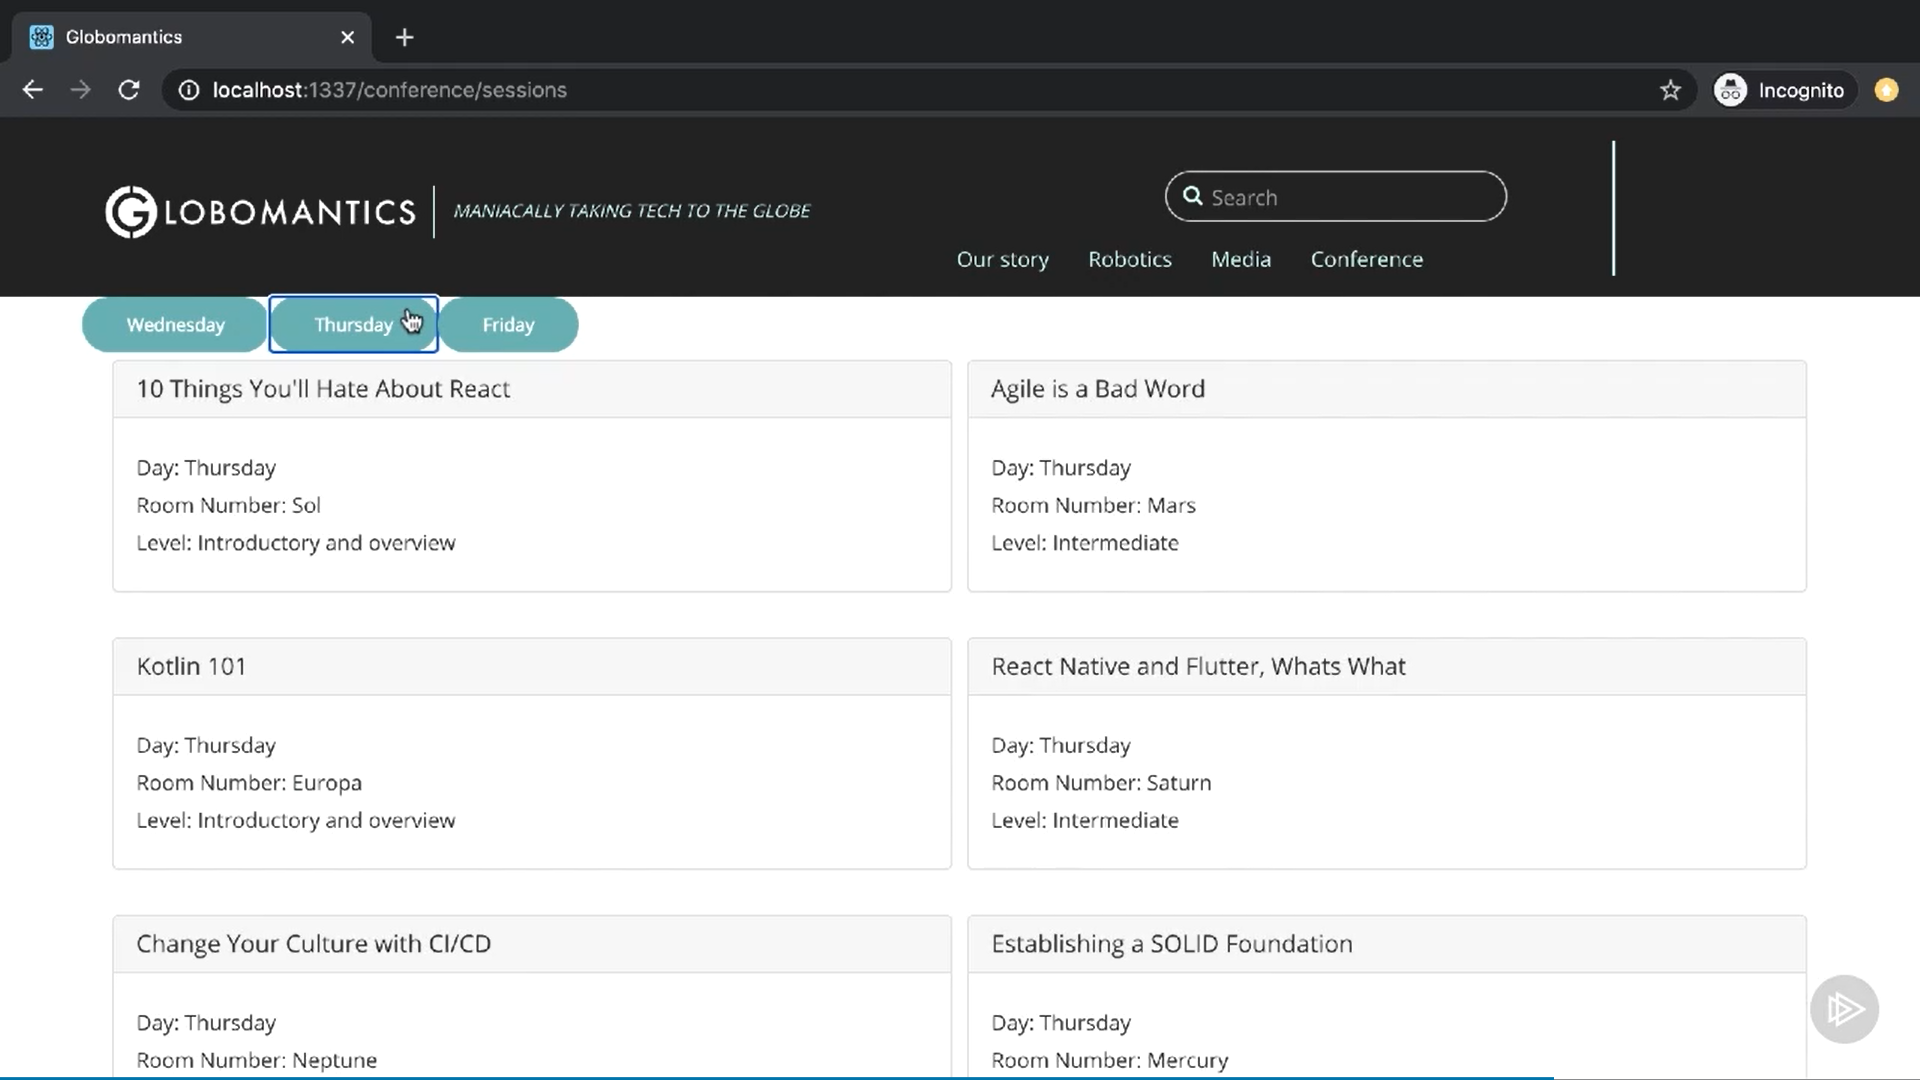 Globomantics
localhost:1337/conference/sessions
Incognito
GLOBOMANTICS
MANIACALLY TAKING TECH TO THE GLOBE
Search
Our story Robotics Media Conference
Wednesday Thursday Friday
10 Things You'll Hate About React
Day: Thursday
Room Number: Sol
Level: Introductory and overview
Agile is a Bad Word
Day: Thursday
Room Number: Mars
Level: Intermediate
Kotlin 101
Day: Thursday
Room Number: Europa
Level: Introductory and overview
React Native and Flutter, Whats What
Day: Thursday
Room Number: Saturn
Level: Intermediate
Change Your Culture with CI/CD
Day: Thursday
Room Number: Neptune
Establishing a SOLID Foundation
Day: Thursday
Room Number: Mercury